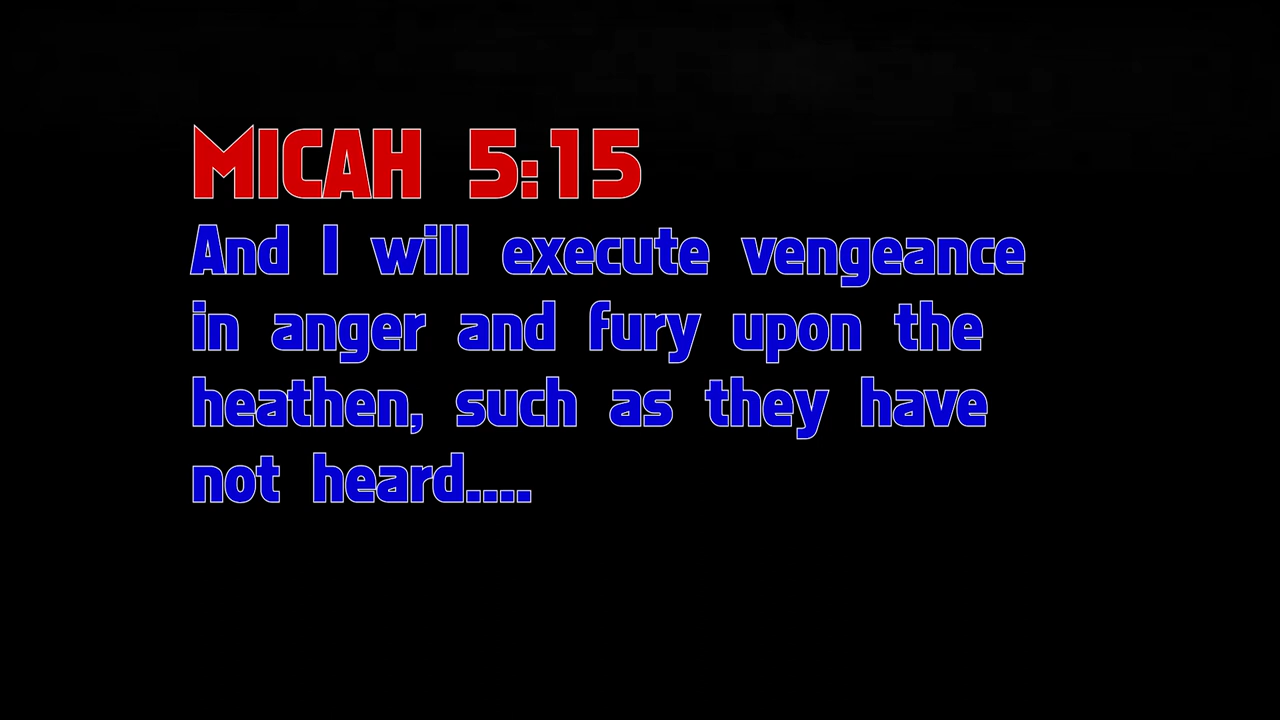 MICAH 5:15
And I will execute vengeance
in anger and fury upon the
heathen, such as they have
not heard....